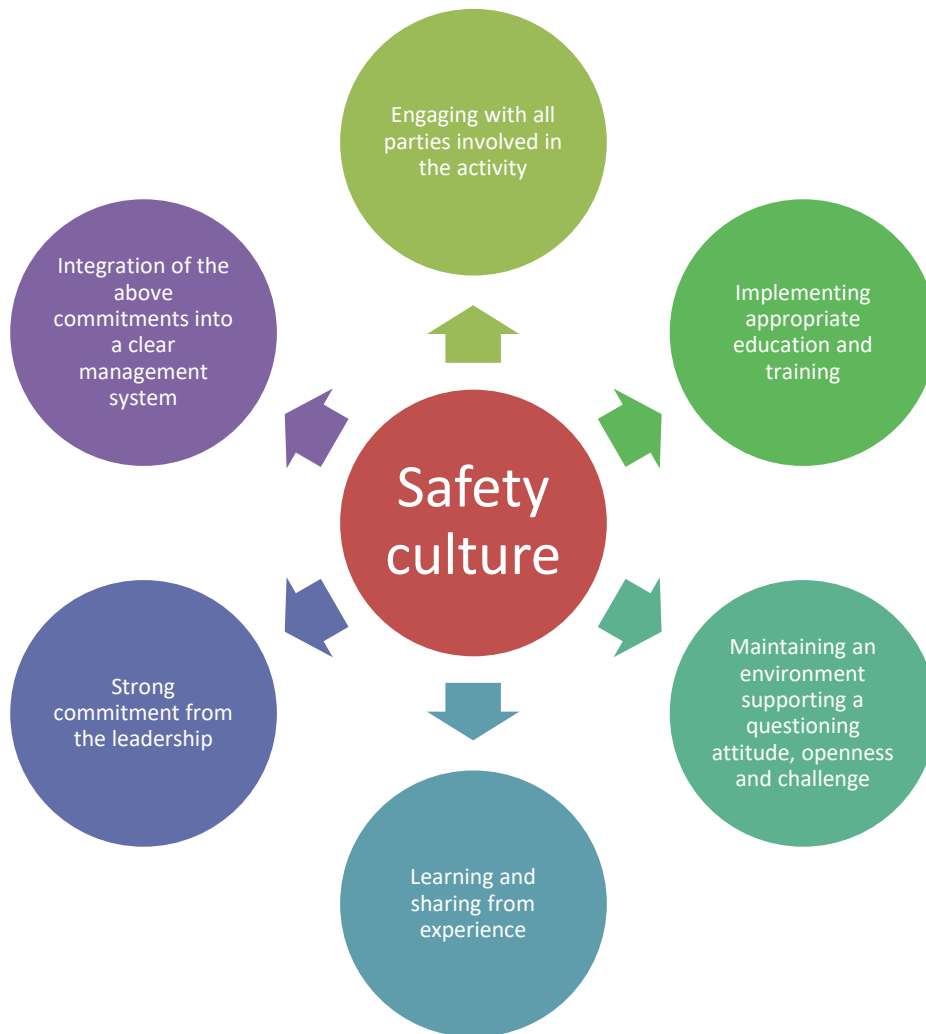 Engaging with all
parties involved in
the activity
Implementing
appropriate
education and
training
Maintaining an
environment
supporting a
questioning
attitude, openness
and challenge
Learning and
sharing from
experience
Strong
commitment from
the leadership
Integration of the
above
commitments into
a clear
management
system
Safety
culture